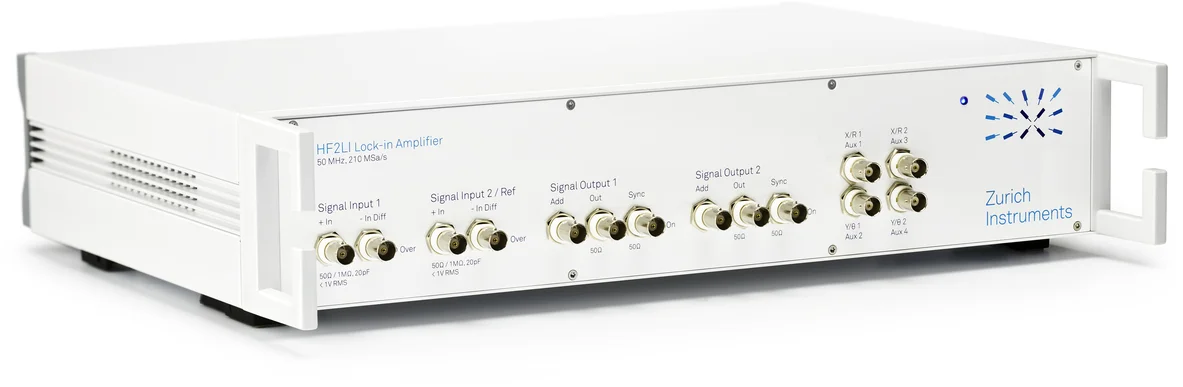 HF2LI Lock-in Amplifier
50 MHz, 210 MSa/s
Signal Input 1
+ In
- In Diff
Over
50Ω / 1MΩ, 20pF
< 1V RMS
Signal Input 2 / Ref
+ In
- In Diff
Over
50Ω / 1MΩ, 20pF
< 1V RMS
Signal Output 1
Add
Out
Sync
On
50Ω
50Ω
Signal Output 2
Add
Out
Sync
On
50Ω
50Ω
X/R 1
Aux 1
X/R 2
Aux 3
Y/θ 1
Aux 2
Y/θ 2
Aux 4
Zurich
Instruments